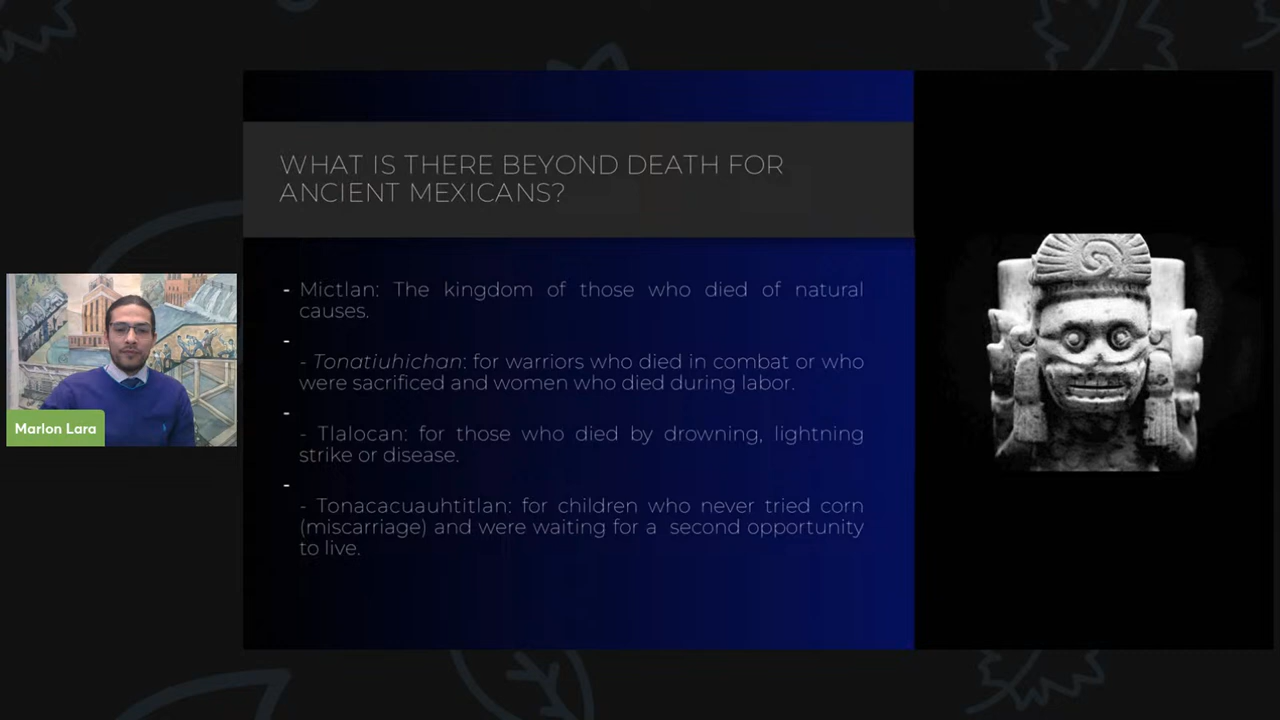 WHAT IS THERE BEYOND DEATH FOR
ANCIENT MEXICANS?
- Mictlan: The kingdom of those who died of natural
causes.
-
- Tonatiuhichan: for warriors who died in combat or who
were sacrificed and women who died during labor.
-
- Tlalocan: for those who died by drowning, lightning
strike or disease.
-
- Tonacacuauhtitlan: for children who never tried corn
(miscarriage) and were waiting for a second opportunity
to live.
Marlon Lara